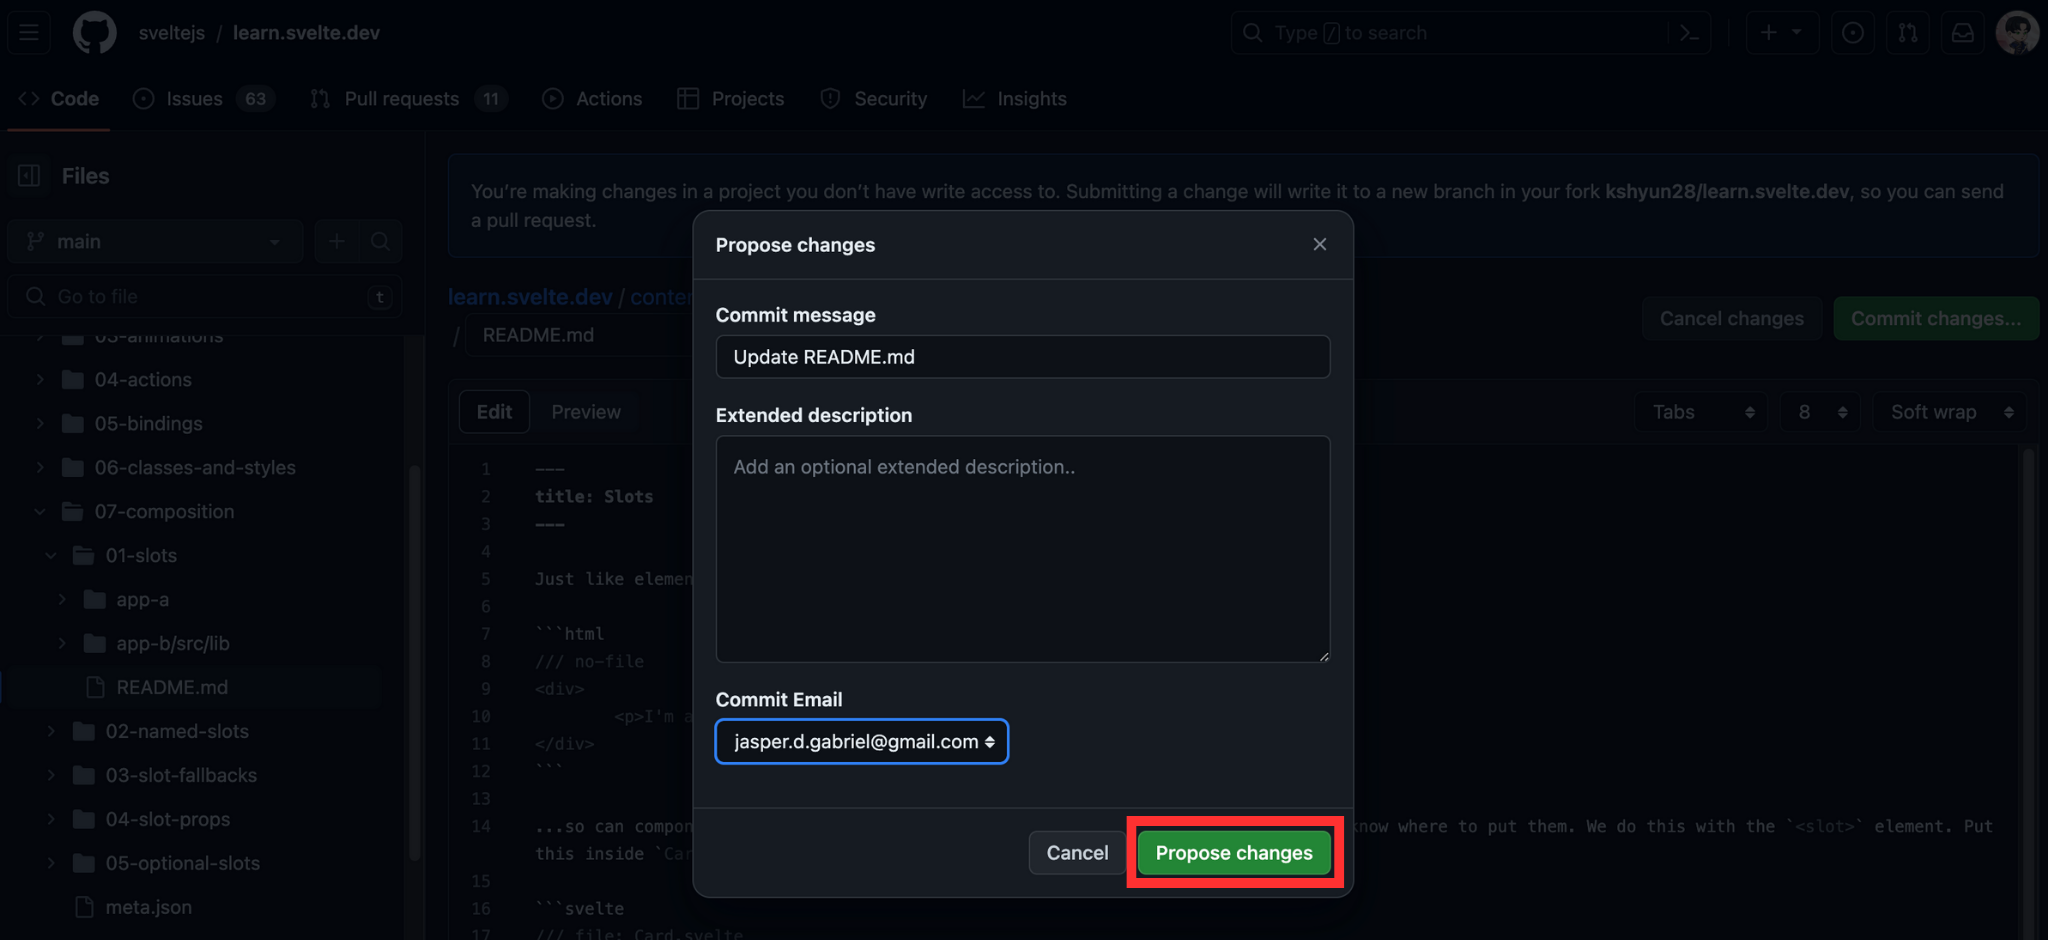 sveltejs / learn.svelte.dev
Type / to search
Code
Issues 63
Pull requests 11
Actions
Projects
Security
Insights
Files
main
Go to file
t
03-animations
04-actions
05-bindings
06-classes-and-styles
07-composition
01-slots
app-a
app-b/src/lib
README.md
02-named-slots
03-slot-fallbacks
04-slot-props
05-optional-slots
meta.json
You're making changes in a project you don't have write access to. Submitting a change will write it to a new branch in your fork kshyun28/learn.svelte.dev, so you can send
a pull request.
learn.svelte.dev / conten
/ README.md
Cancel changes
Commit changes...
Edit
Preview
Tabs
8
Soft wrap
1 ---
2 title: Slots
3 ---
4
5 Just like elemen
6
7 ```html
8 /// no-file
9 <div>
10 <p>I'm a
11 </div>
12 ```
13
14 ...so can compon
know where to put them. We do this with the `<slot>` element. Put
this inside `Car
15
16 ```svelte
17 /// file: Card.svelte
Propose changes
Commit message
Update README.md
Extended description
Add an optional extended description..
Commit Email
jasper.d.gabriel@gmail.com
Cancel
Propose changes